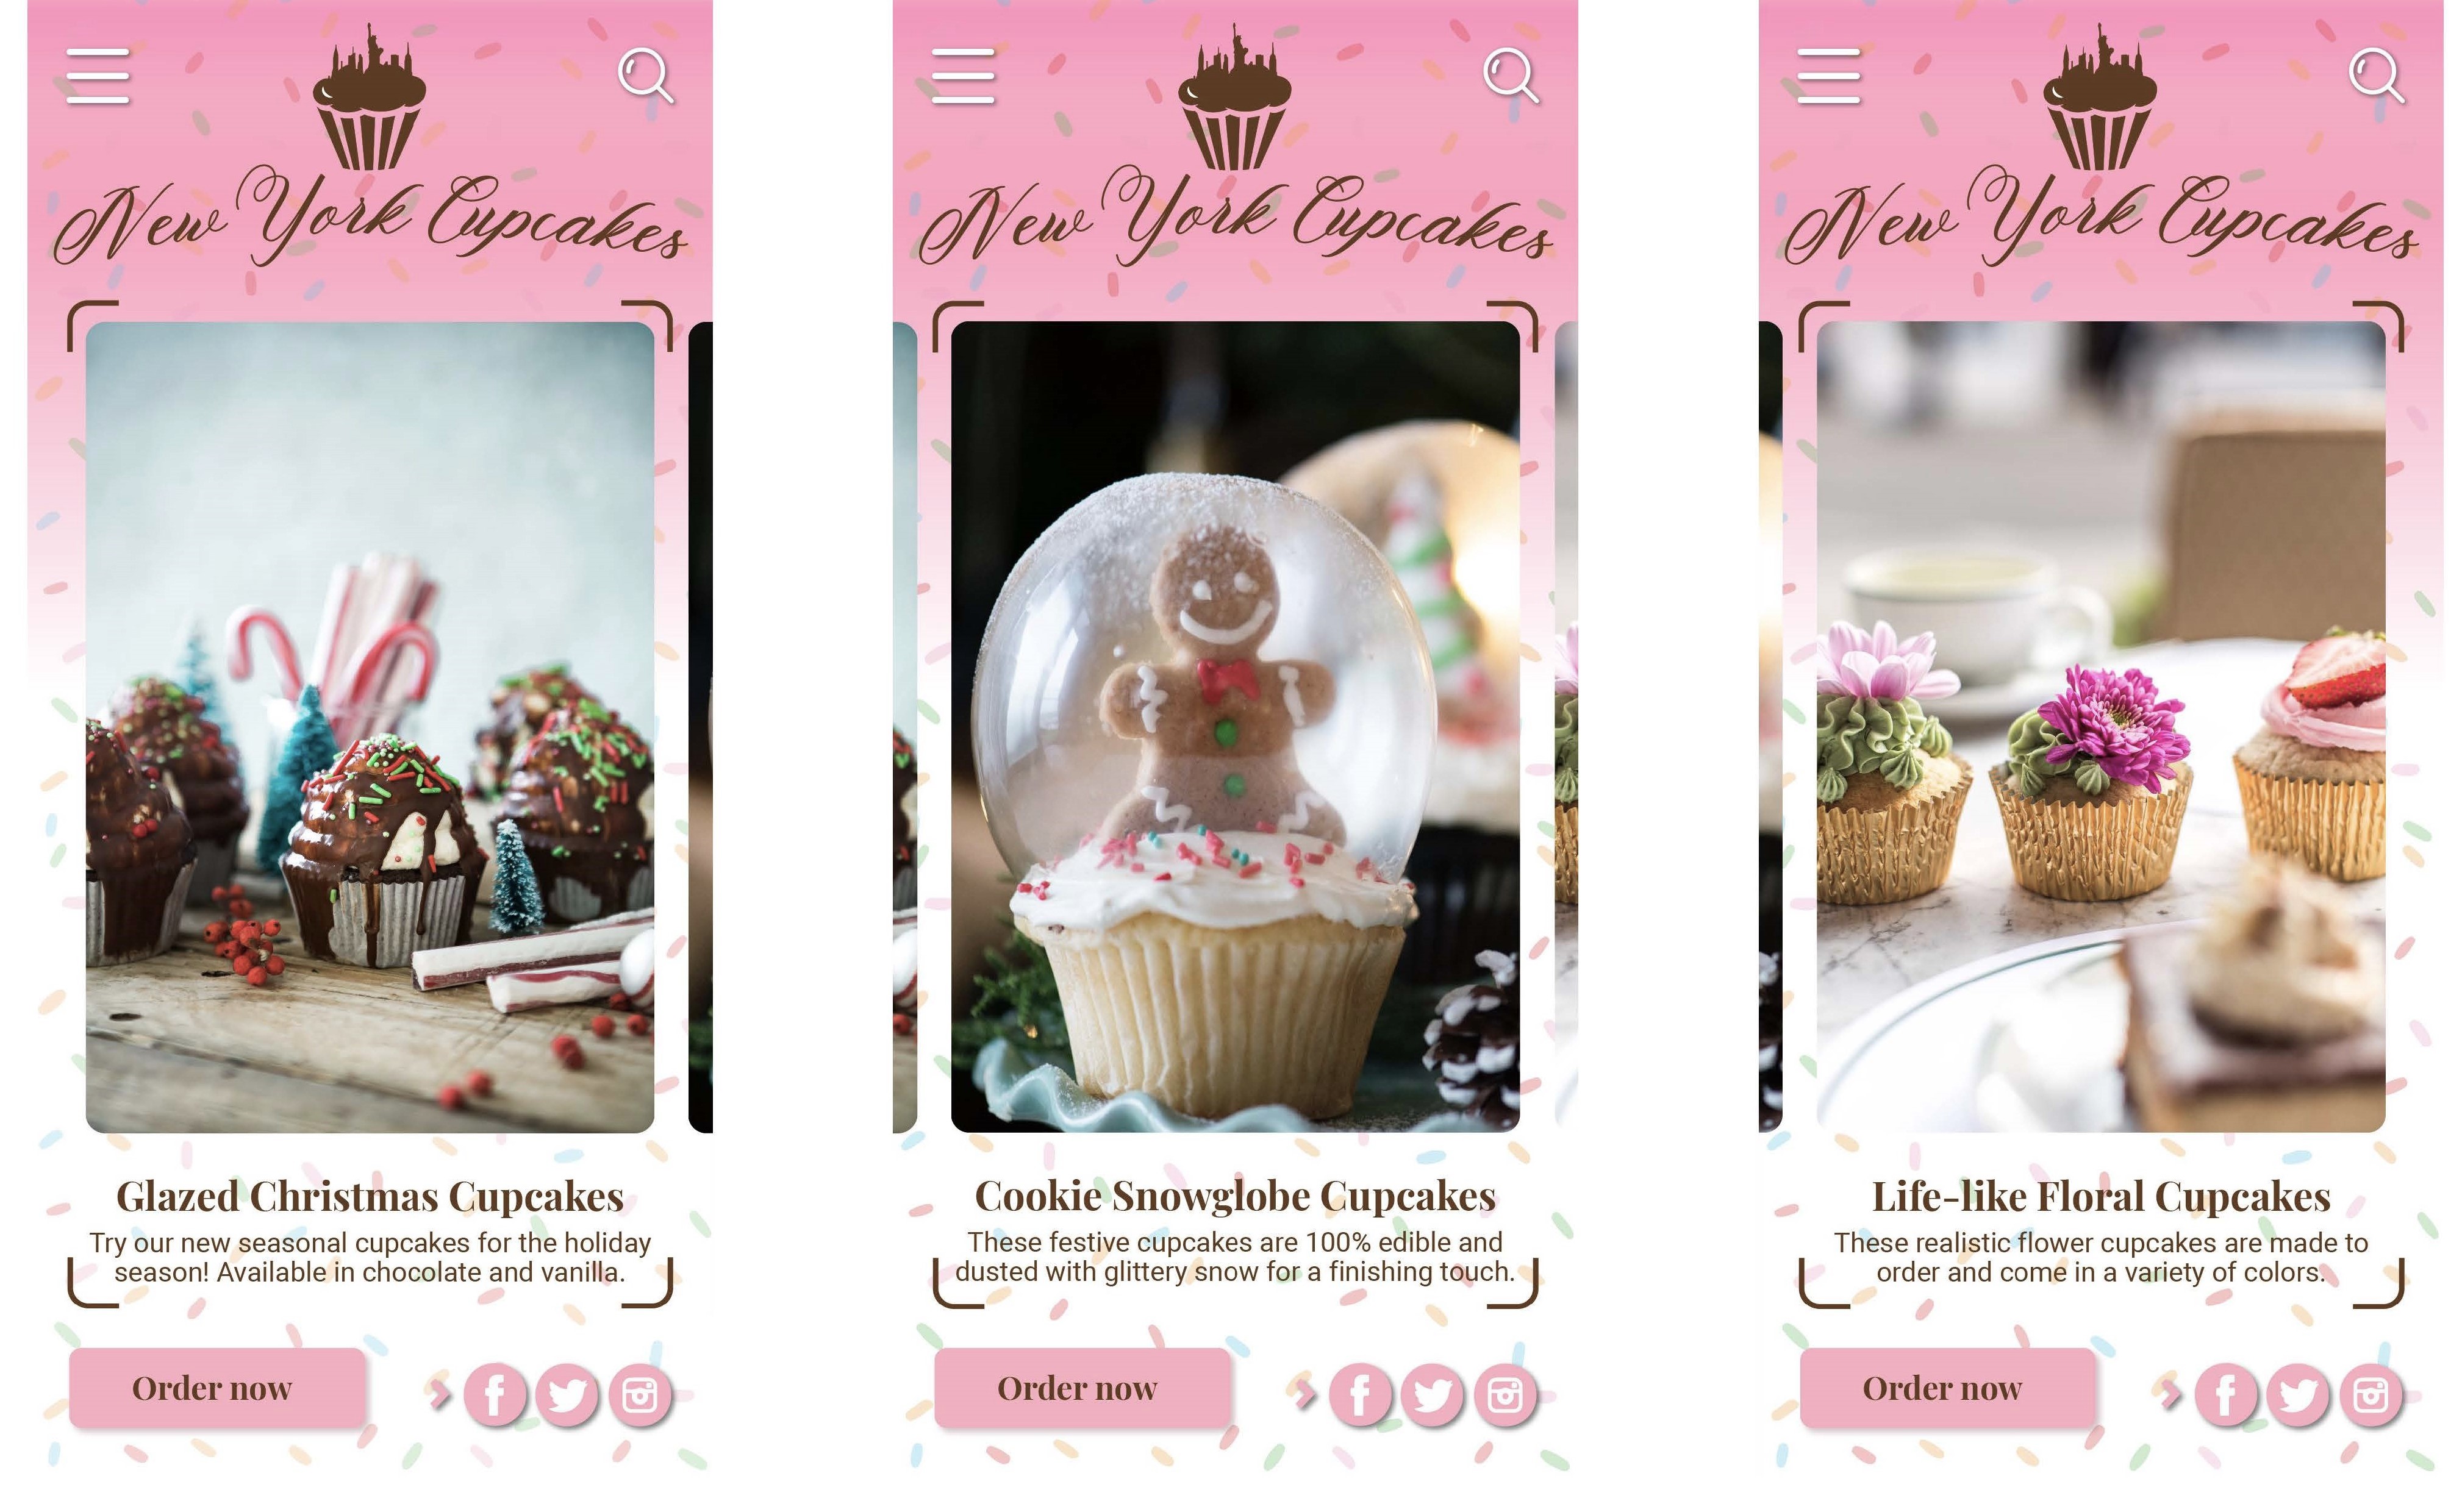 New York Cupcakes
Glazed Christmas Cupcakes
Try our new seasonal cupcakes for the holiday
season! Available in chocolate and vanilla.
Order now
New York Cupcakes
Cookie Snowglobe Cupcakes
These festive cupcakes are 100% edible and
dusted with glittery snow for a finishing touch.
Order now
New York Cupcakes
Life-like Floral Cupcakes
These realistic flower cupcakes are made to
order and come in a variety of colors.
Order now